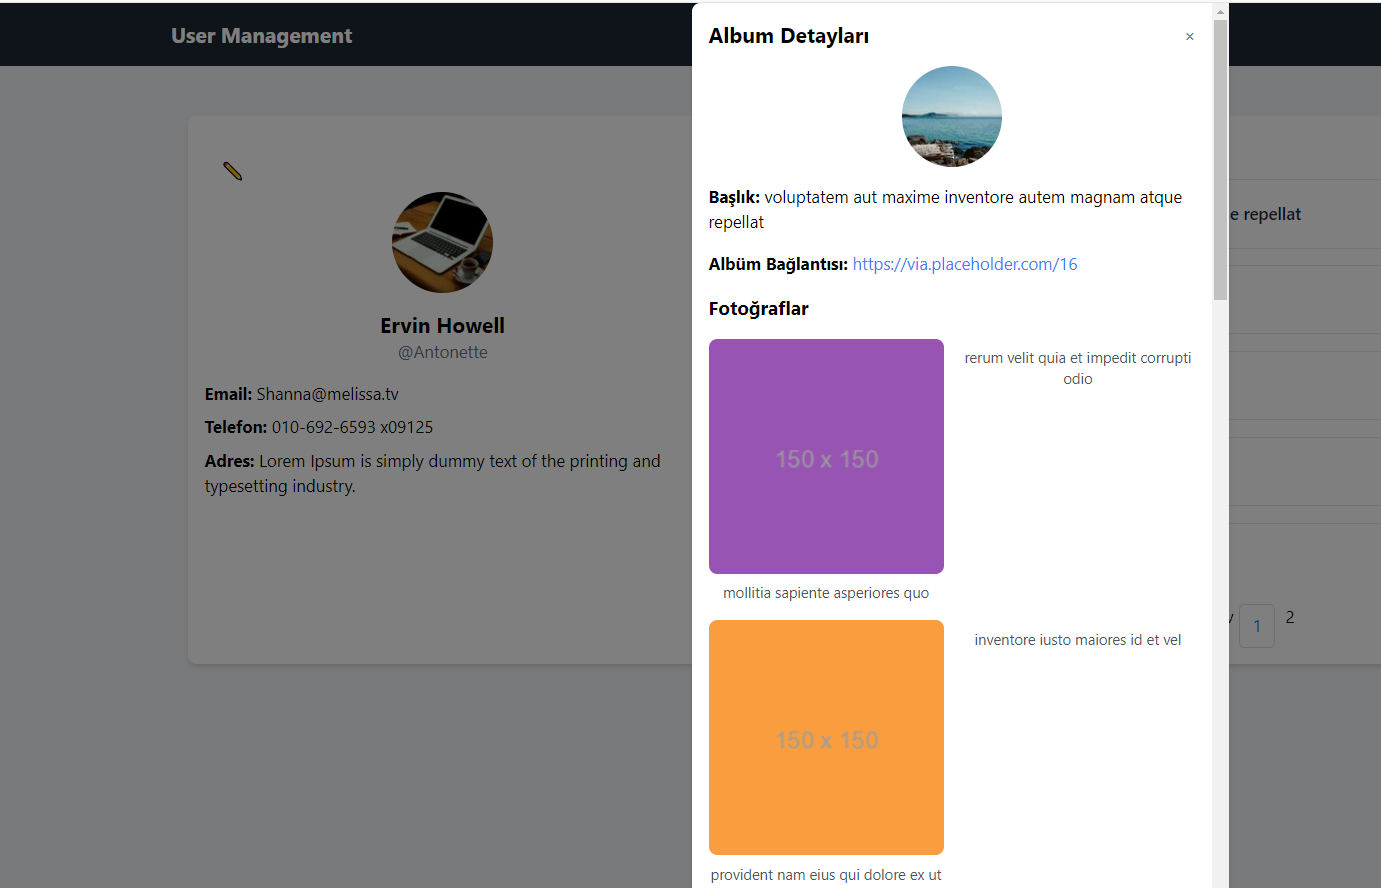 User Management
Ervin Howell
@Antonette
Email: Shanna@melissa.tv
Telefon: 010-692-6593 x09125
Adres: Lorem Ipsum is simply dummy text of the printing and
typesetting industry.
Album Detayları
×
Başlık: voluptatem aut maxime inventore autem magnam atque
repellat
Albüm Bağlantısı: https://via.placeholder.com/16
Fotoğraflar
150 x 150
mollitia sapiente asperiores quo
rerum velit quia et impedit corrupti
odio
150 x 150
provident nam eius qui dolore ex ut
inventore iusto maiores id et vel
e repellat
1
2